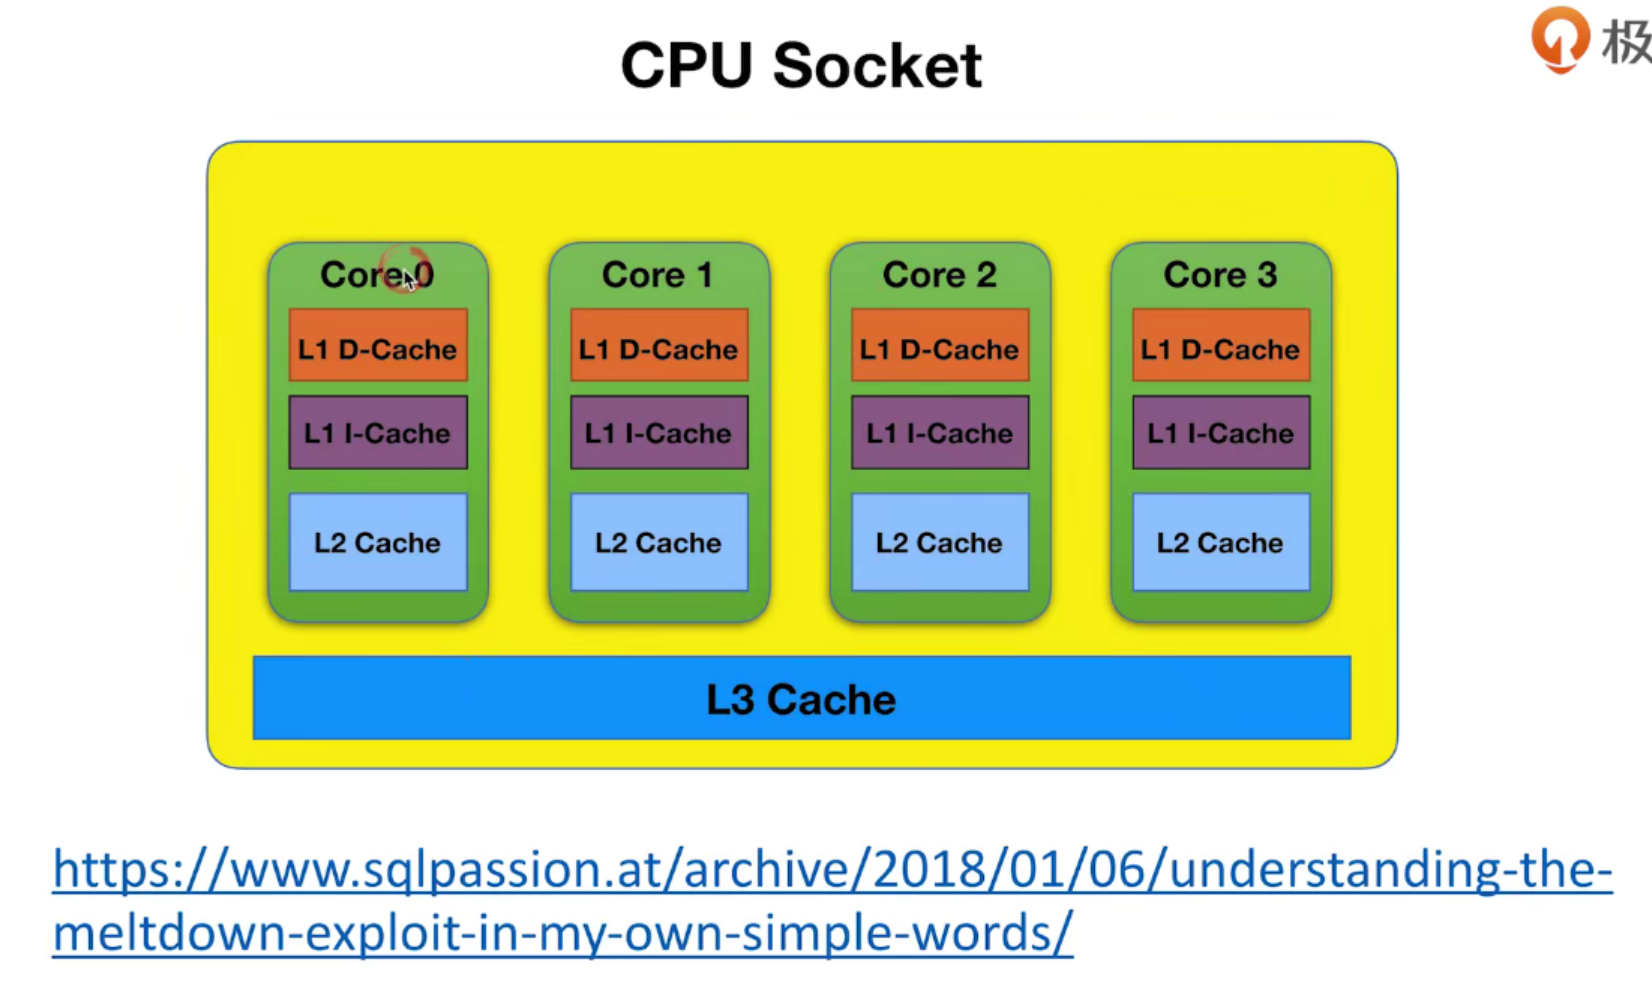 极
CPU Socket
Core 0 Core 1 Core 2 Core 3
L1 D-Cache L1 D-Cache L1 D-Cache L1 D-Cache
L1 I-Cache L1 I-Cache L1 I-Cache L1 I-Cache
L2 Cache L2 Cache L2 Cache L2 Cache
L3 Cache
https://www.sqlpassion.at/archive/2018/01/06/understanding-the-
meltdown-exploit-in-my-own-simple-words/